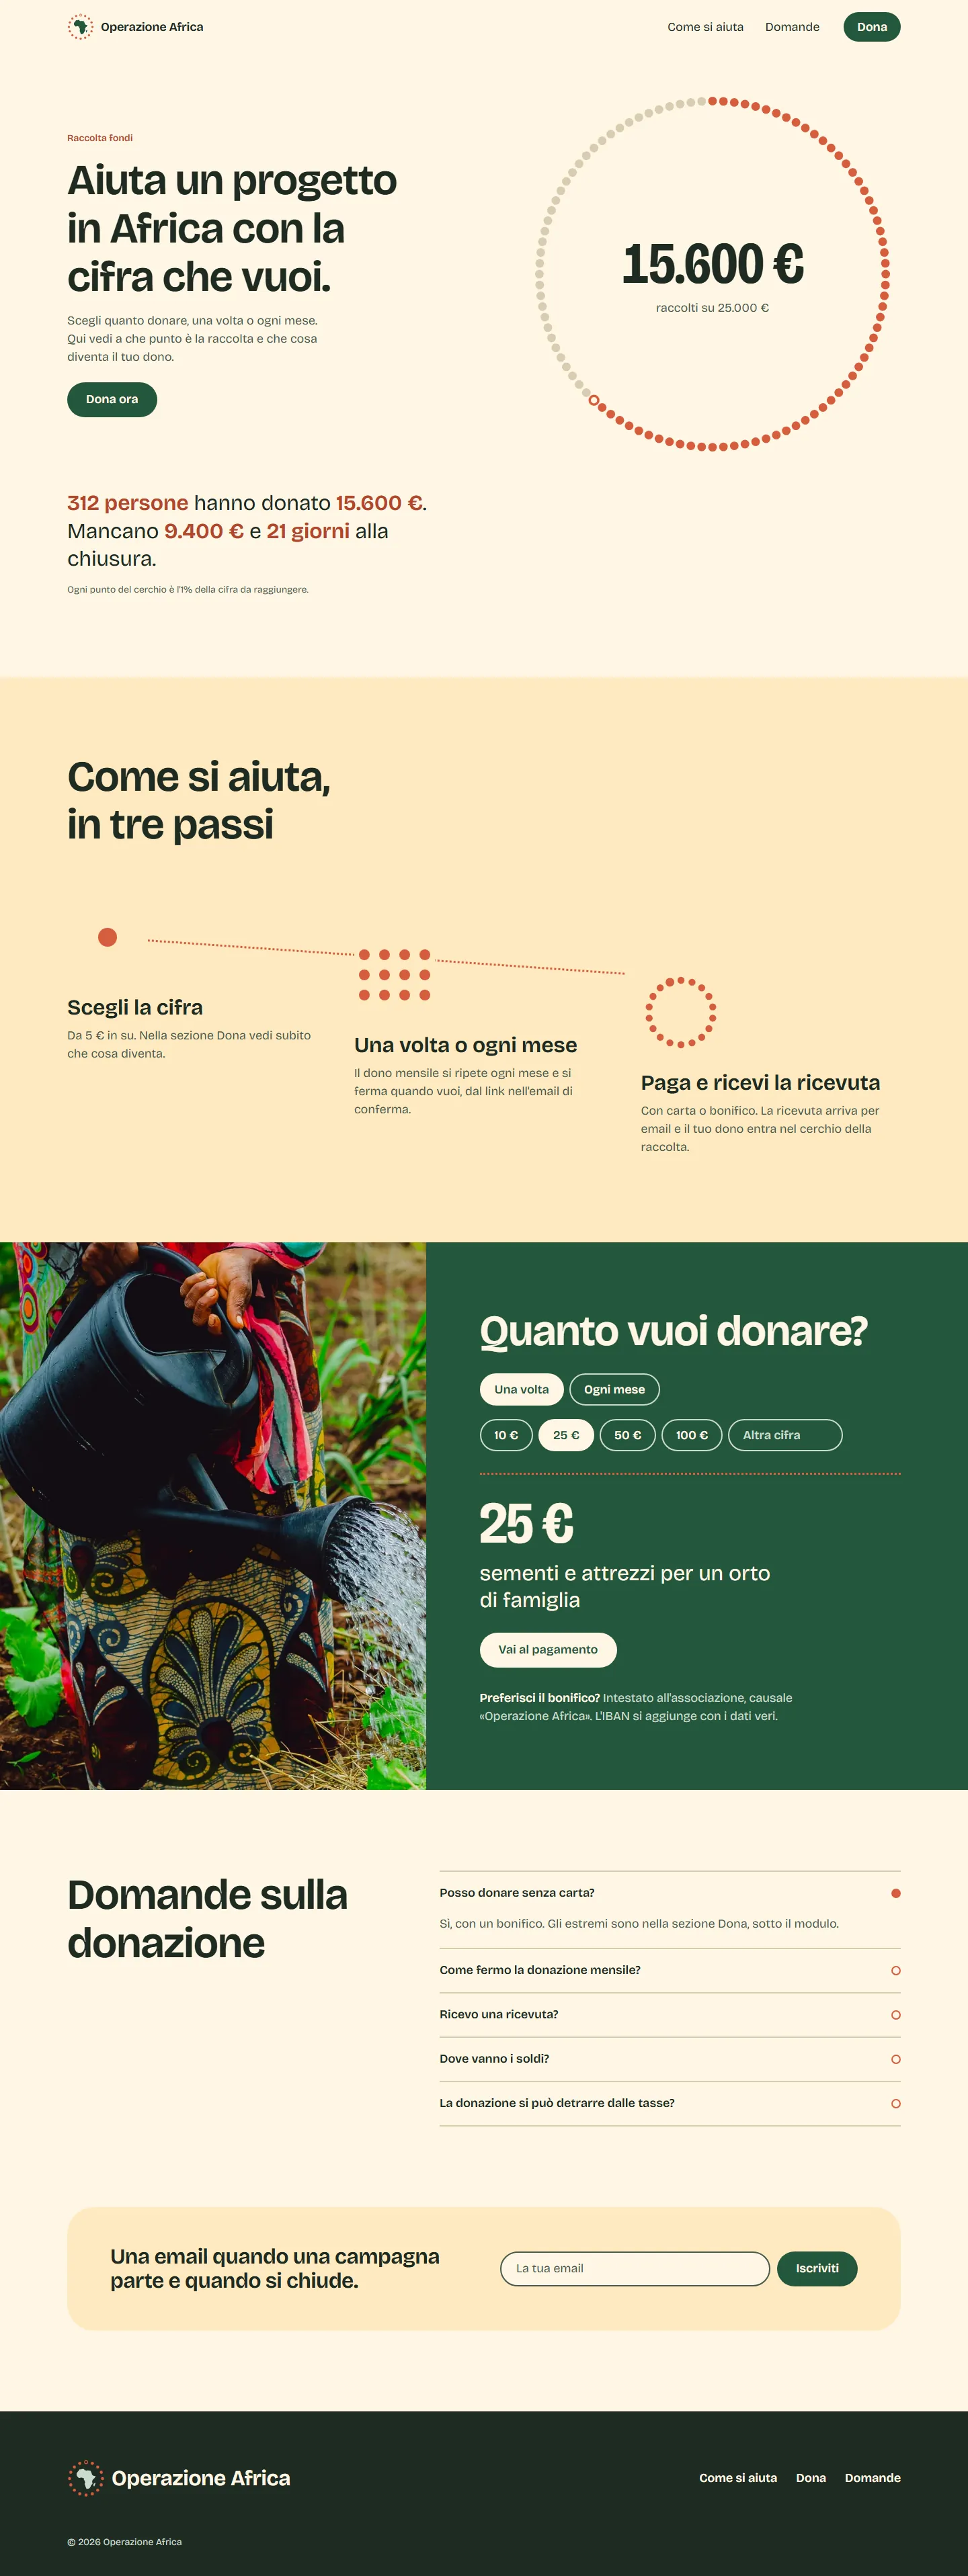 Operazione Africa
Come si aiuta
Domande
Dona
Raccolta fondi
Aiuta un progetto
in Africa con la
cifra che vuoi.
Scegli quanto donare, una volta o ogni mese.
Qui vedi a che punto è la raccolta e che cosa
diventa il tuo dono.
Dona ora
15.600 €
raccolti su 25.000 €
312 persone hanno donato 15.600 €.
Mancano 9.400 € e 21 giorni alla
chiusura.
Ogni punto del cerchio è l'1% della cifra da raggiungere.
Come si aiuta,
in tre passi
Scegli la cifra
Da 5 € in su. Nella sezione Dona vedi subito
che cosa diventa.
Una volta o ogni mese
Il dono mensile si ripete ogni mese e si
ferma quando vuoi, dal link nell'email di
conferma.
Paga e ricevi la ricevuta
Con carta o bonifico. La ricevuta arriva per
email e il tuo dono entra nel cerchio della
raccolta.
Quanto vuoi donare?
Una volta
Ogni mese
10 €
25 €
50 €
100 €
Altra cifra
25 €
sementi e attrezzi per un orto
di famiglia
Vai al pagamento
Preferisci il bonifico? Intestato all'associazione, causale
«Operazione Africa». L'IBAN si aggiunge con i dati veri.
Domande sulla
donazione
Posso donare senza carta?
Sì, con un bonifico. Gli estremi sono nella sezione Dona, sotto il modulo.
Come fermo la donazione mensile?
Ricevo una ricevuta?
Dove vanno i soldi?
La donazione si può detrarre dalle tasse?
Una email quando una campagna
parte e quando si chiude.
La tua email
Iscriviti
Operazione Africa
Come si aiuta
Dona
Domande
© 2026 Operazione Africa